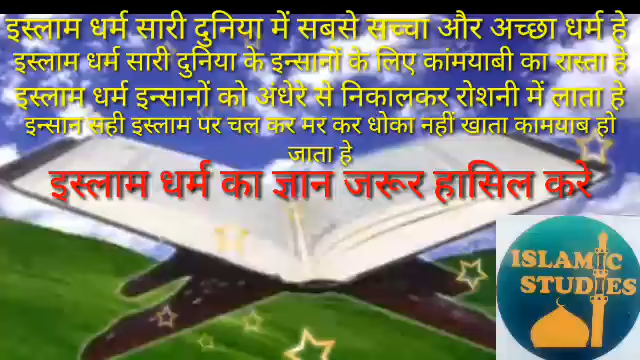 इस्लाम धर्म सारी दुनिया में सबसे सच्चा और अच्छा धर्म हे
इस्लाम धर्म सारी दुनिया के इन्सानों के लिए कांमयाबी का रास्ता हे
इस्लाम धर्म इन्सानों को अंधेरे से निकालकर रोशनी में लाता हे
इन्सान सही इस्लाम पर चल कर मर कर धोका नहीं खाता कामयाब हो
जाता हे
इस्लाम धर्म का ज्ञान जरूर हासिल करे
ISLAMIC
STUDIES